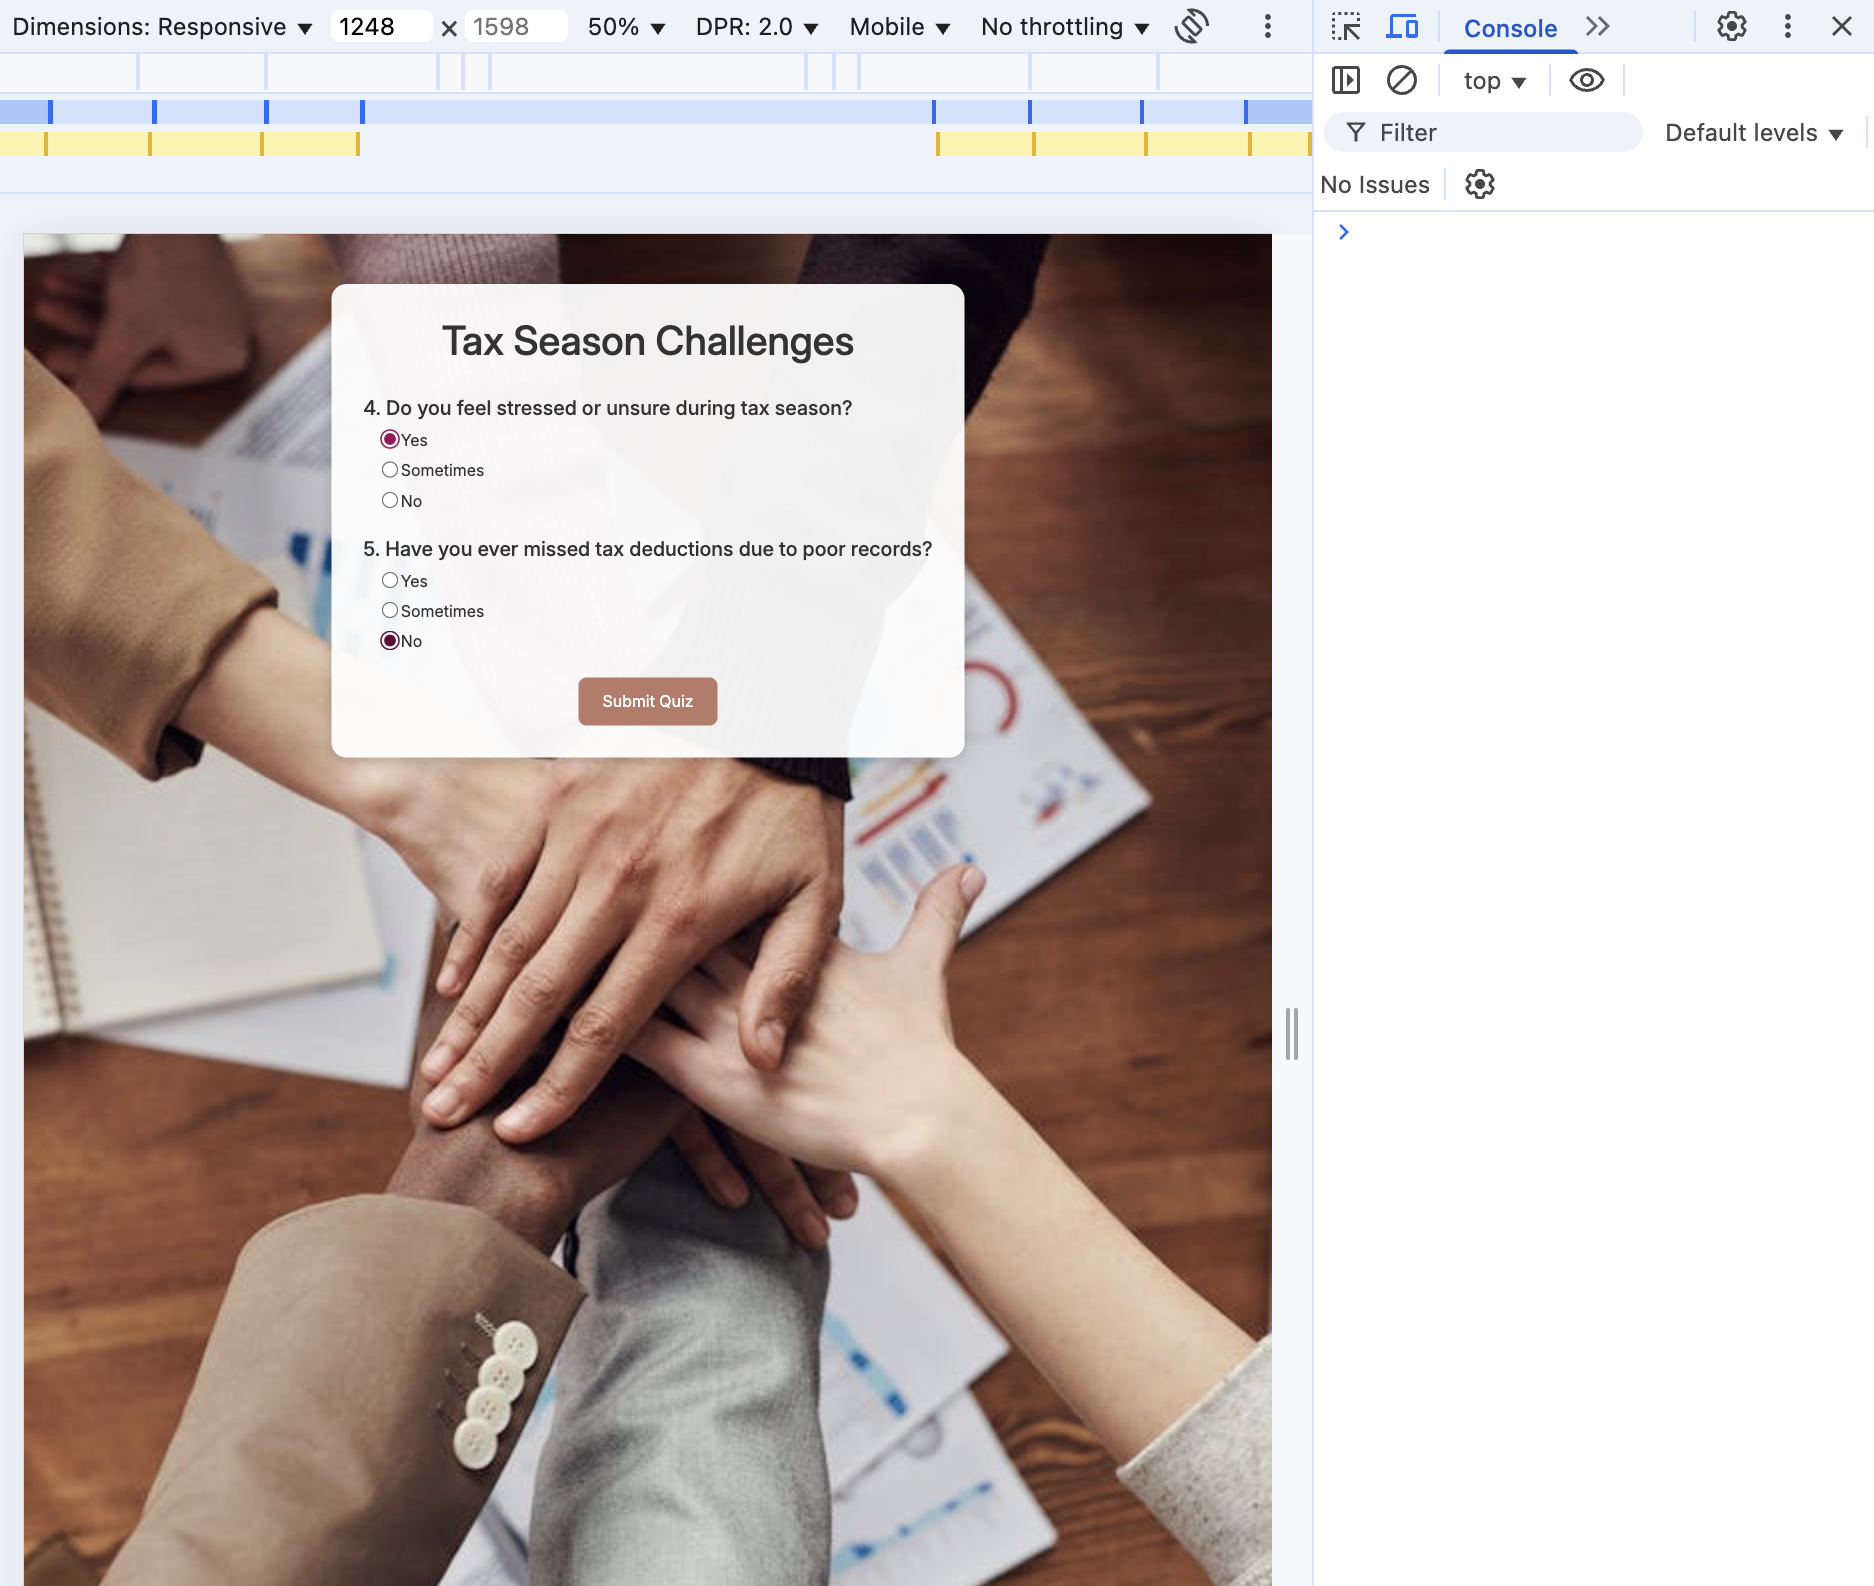 Dimensions: Responsive ▼ 1248 × 1598 50% ▼ DPR: 2.0 ▼ Mobile ▼ No throttling ▼
Console
top ▼
Filter Default levels ▼
No Issues
Tax Season Challenges
4. Do you feel stressed or unsure during tax season?
Yes
Sometimes
No
5. Have you ever missed tax deductions due to poor records?
Yes
Sometimes
No
Submit Quiz